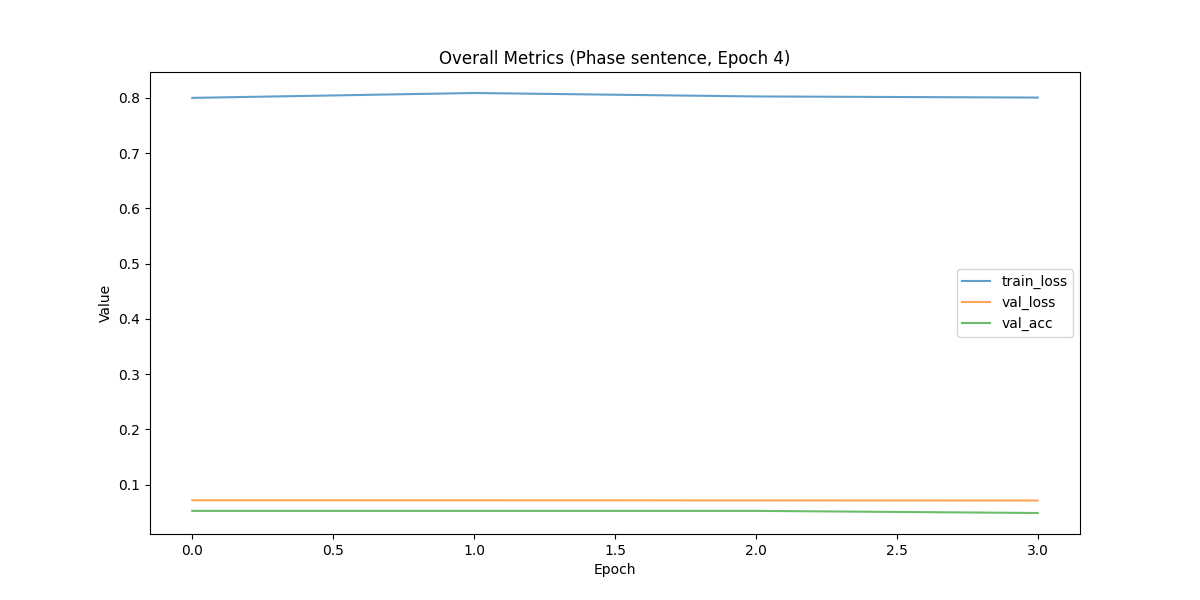 Overall Metrics (Phase sentence, Epoch 4)
Value
0.8
0.7
0.6
0.5
0.4
0.3
0.2
0.1
train_loss
val_loss
val_acc
0.0 0.5 1.0 1.5 2.0 2.5 3.0
Epoch